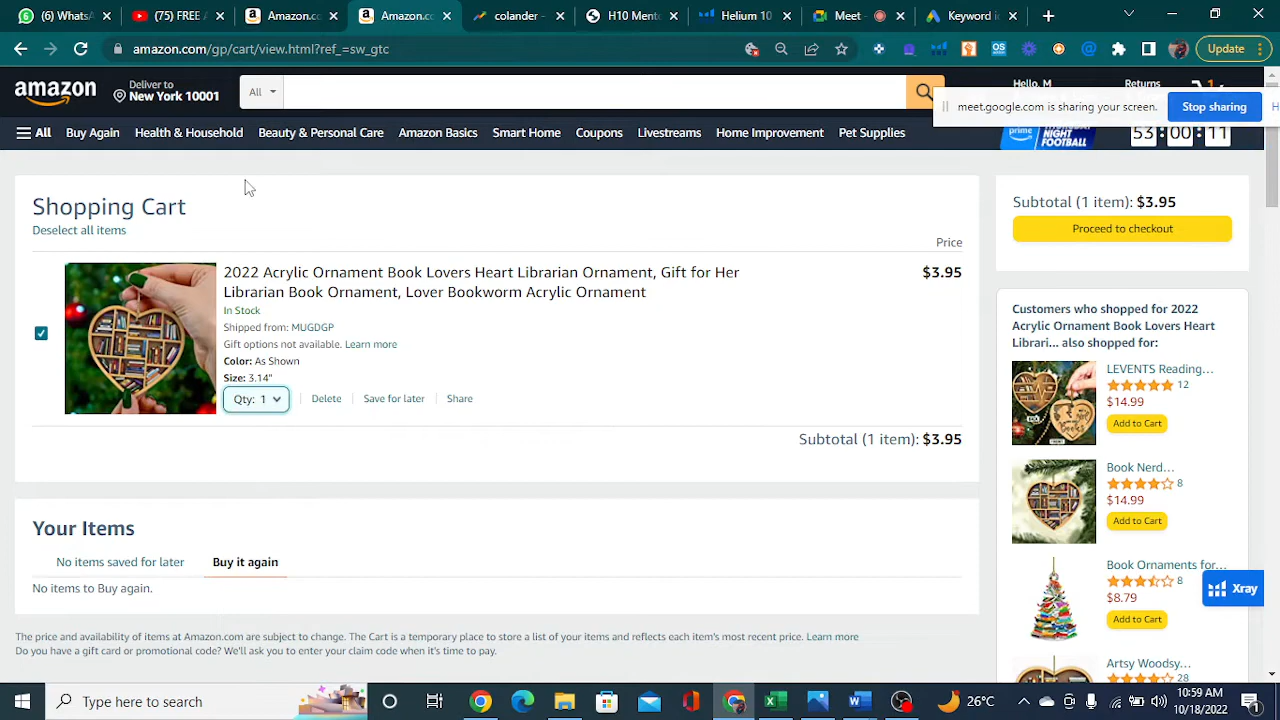 WhatsA
(75) FREE A
Amazon.co
Amazon.co
colander -
H10 Mento
Helium 10
Meet -
Keyword i
amazon.com/gp/cart/view.html?ref_=sw_gtc
Update
amazon
Deliver to
New York 10001
All
Hello, M
Returns
1
meet.google.com is sharing your screen.
Stop sharing
H
All
Buy Again
Health & Household
Beauty & Personal Care
Amazon Basics
Smart Home
Coupons
Livestreams
Home Improvement
Pet Supplies
prime
NIGHT
FOOTBALL
53 : 00 : 11
Shopping Cart
Deselect all items
Price
2022 Acrylic Ornament Book Lovers Heart Librarian Ornament, Gift for Her
Librarian Book Ornament, Lover Bookworm Acrylic Ornament
$3.95
In Stock
Shipped from: MUGDGP
Gift options not available. Learn more
Color: As Shown
Size: 3.14"
Qty: 1
Delete
Save for later
Share
Subtotal (1 item): $3.95
Your Items
No items saved for later
Buy it again
No items to Buy again.
The price and availability of items at Amazon.com are subject to change. The Cart is a temporary place to store a list of your items and reflects each item's most recent price. Learn more
Do you have a gift card or promotional code? We'll ask you to enter your claim code when it's time to pay.
Subtotal (1 item): $3.95
Proceed to checkout
Customers who shopped for 2022
Acrylic Ornament Book Lovers Heart
Librari... also shopped for:
LEVENTS Reading...
12
$14.99
Add to Cart
Book Nerd...
8
$14.99
Add to Cart
Book Ornaments for...
8
$8.79
Add to Cart
Xray
Artsy Woodsy...
28
Type here to search
26°C
10:59 AM
10/18/2022